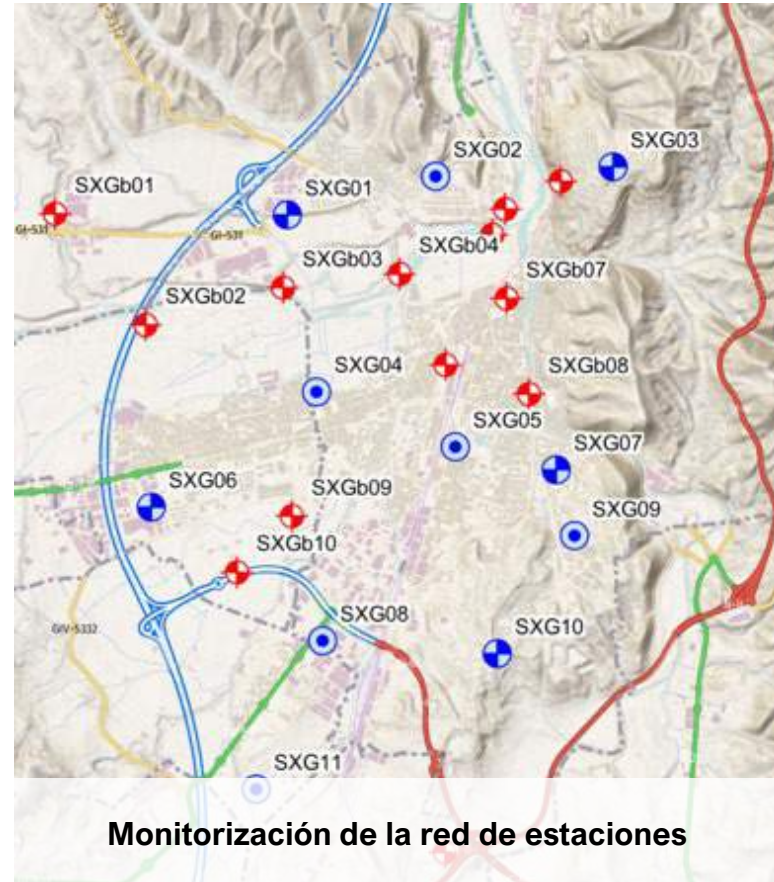 SXG02
SXG03
SXGb01
SXG01
GI-531
GI-531
SXGb04
SXGb03
SXGb07
SXGb02
SXG04
SXGb08
SXG05
SXG07
SXG06
SXGb09
SXG09
SXGb10
GIV-5332
SXG08
SXG10
SXG11
Monitorización de la red de estaciones